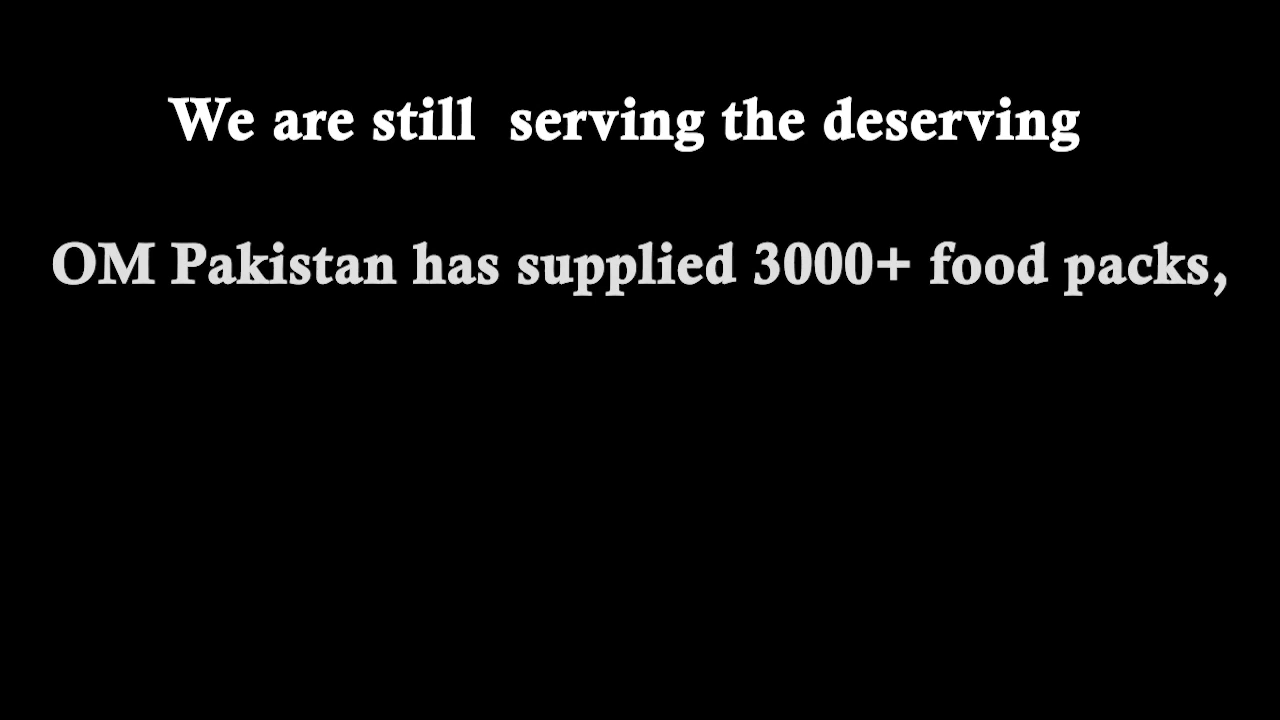 We are still  serving the deserving
OM Pakistan has supplied 3000+ food packs,